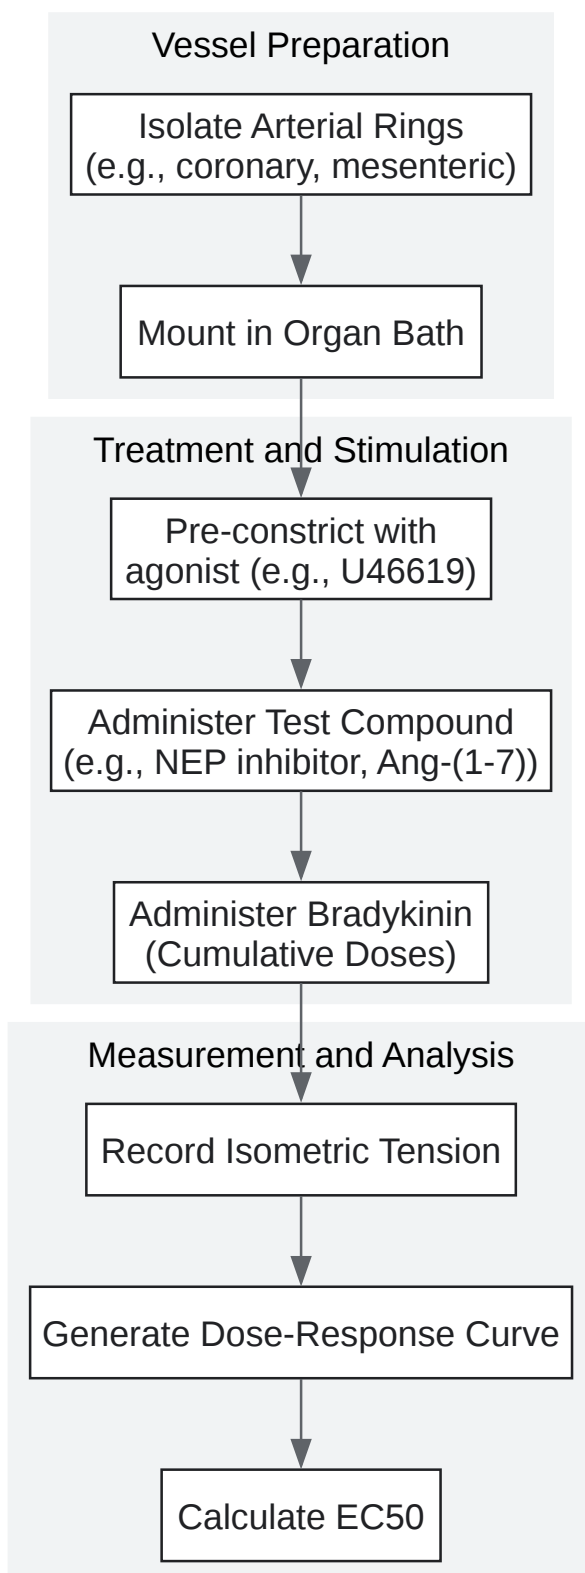 Vessel Preparation
Isolate Arterial Rings
(e.g., coronary, mesenteric)
Mount in Organ Bath
Treatment and Stimulation
Pre-constrict with
agonist (e.g., U46619)
Administer Test Compound
(e.g., NEP inhibitor, Ang-(1-7))
Administer Bradykinin
(Cumulative Doses)
Measurement and Analysis
Record Isometric Tension
Generate Dose-Response Curve
Calculate EC50